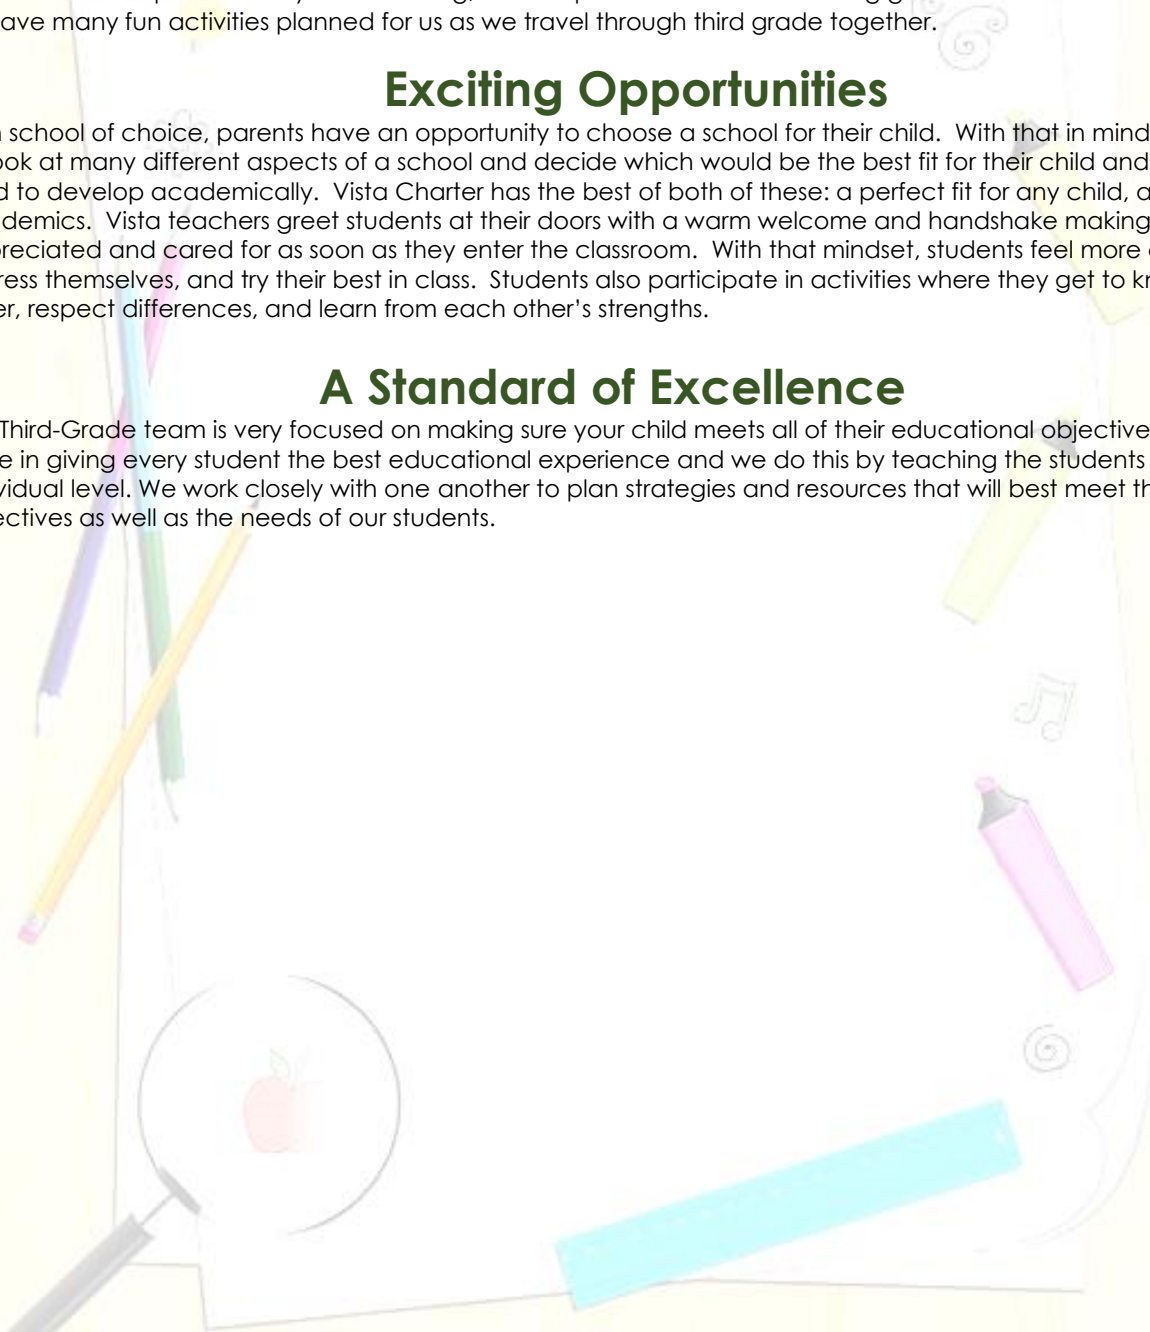 ave many fun activities planned for us as we travel through third grade together.
Exciting Opportunities
school of choice, parents have an opportunity to choose a school for their child. With that in mind
ok at many different aspects of a school and decide which would be the best fit for their child and
d to develop academically. Vista Charter has the best of both of these: a perfect fit for any child, a
demics. Vista teachers greet students at their doors with a warm welcome and handshake making
reciated and cared for as soon as they enter the classroom. With that mindset, students feel more
ress themselves, and try their best in class. Students also participate in activities where they get to kn
er, respect differences, and learn from each other's strengths.
A Standard of Excellence
Third-Grade team is very focused on making sure your child meets all of their educational objective
e in giving every student the best educational experience and we do this by teaching the students
vidual level. We work closely with one another to plan strategies and resources that will best meet th
ectives as well as the needs of our students.